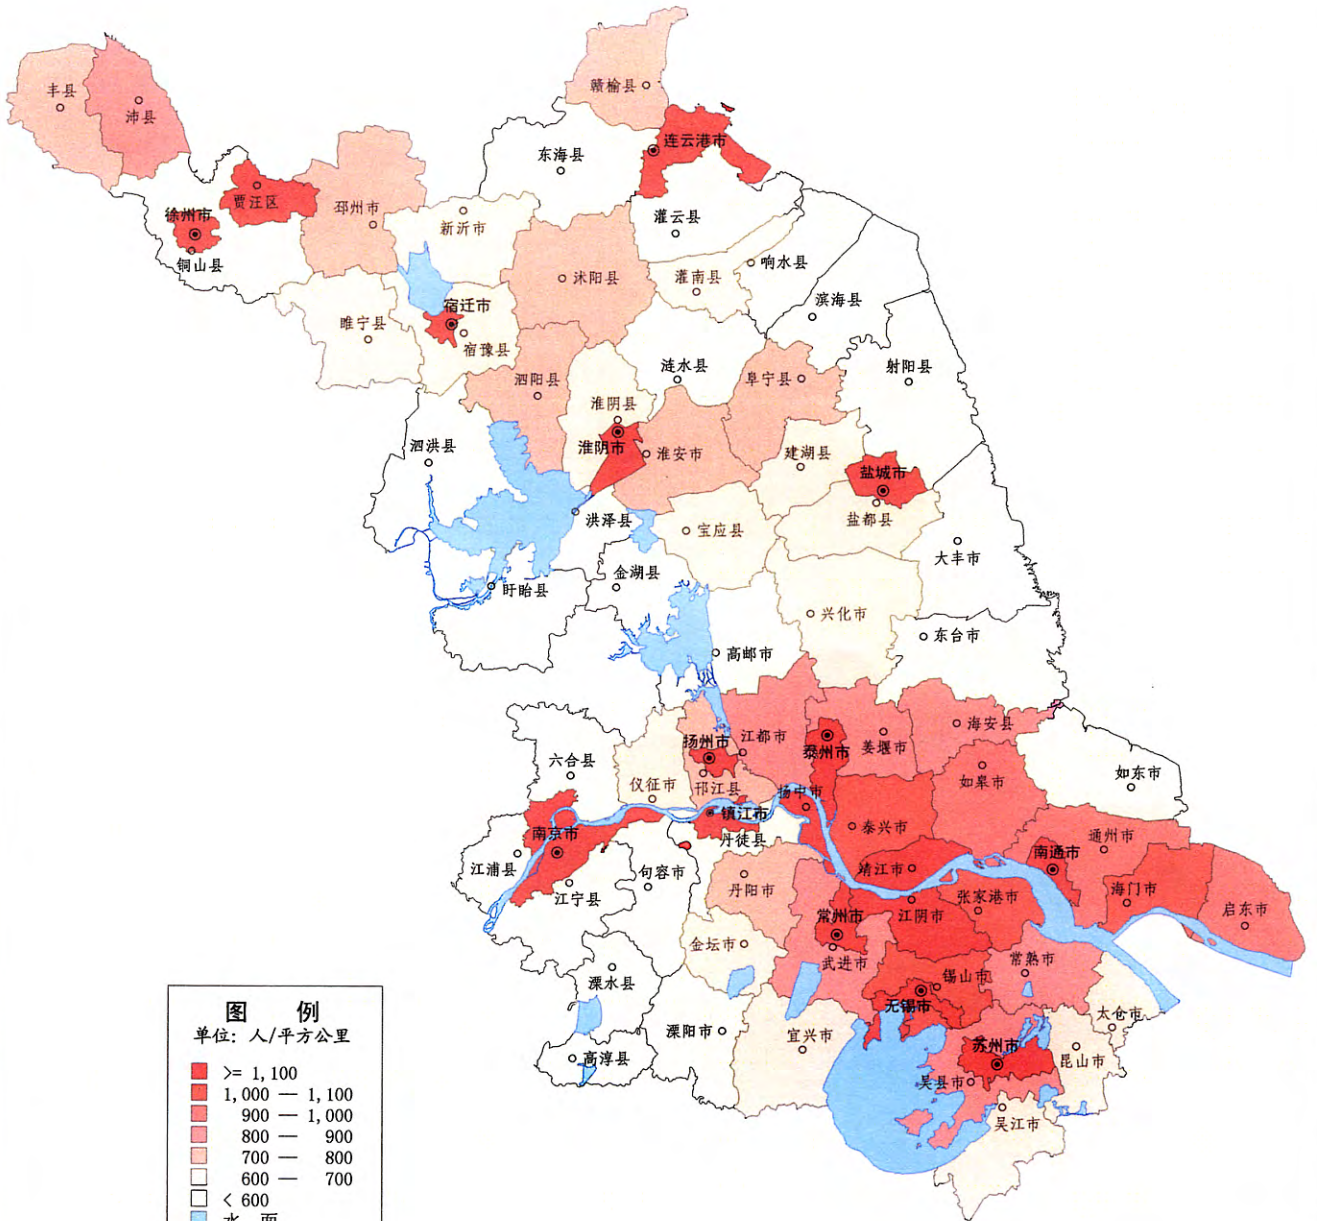 丰县
沛县
赣榆县
连云港市
东海县
贾汪区
邳州市
徐州市
铜山县
新沂市
灌云县
沭阳县
灌南县
响水县
滨海县
宿迁市
宿豫县
睢宁县
涟水县
射阳县
泗阳县
阜宁县
淮阴县
淮阴市
淮安市
泗洪县
建湖县
盐城市
盐都县
洪泽县
宝应县
大丰市
金湖县
盱眙县
兴化市
东台市
高邮市
海安县
扬州市
江都市
泰州市
姜堰市
六合县
仪征市
邗江县
扬中市
如皋市
如东市
镇江市
南京市
丹徒县
泰兴市
通州市
南通市
江浦县
句容市
江宁县
丹阳市
靖江市
张家港市
海门市
启东市
常州市
江阴市
金坛市
武进市
常熟市
锡山市
溧水县
无锡市
太仓市
溧阳市
宜兴市
高淳县
苏州市
昆山市
吴县市
吴江市
图 例
单位: 人/平方公里
>= 1,100
1,000 — 1,100
900 — 1,000
800 — 900
700 — 800
600 — 700
< 600
水 面